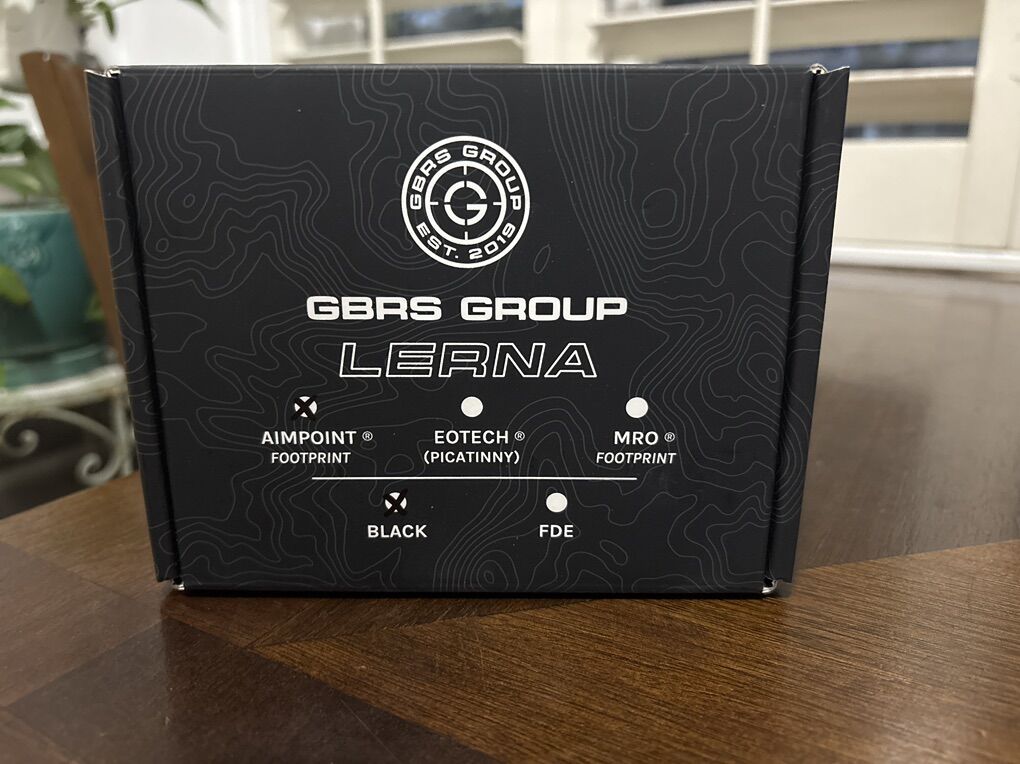 GBRS GROUP
G
EST. 2019
GBRS GROUP
LERNA
AIMPOINT ® EOTECH ® MRO ®
FOOTPRINT (PICATINNY) FOOTPRINT
BLACK FDE